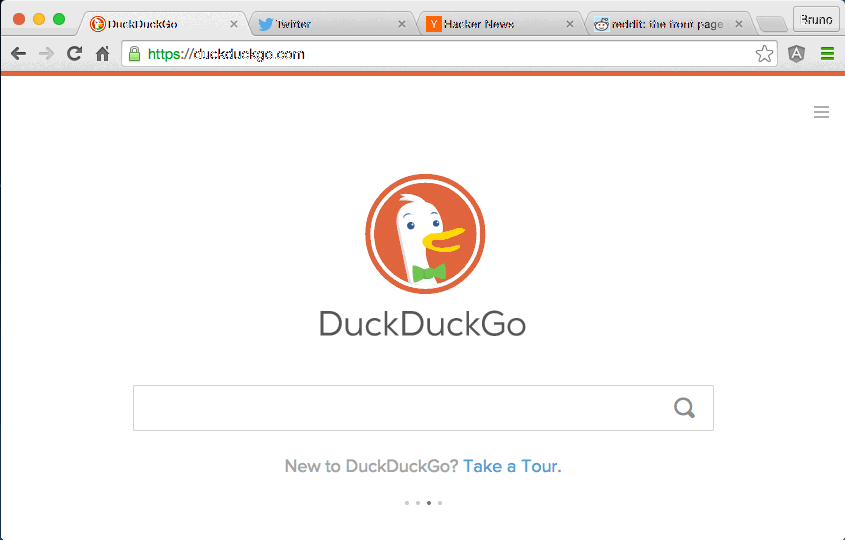 DuckDuckGo
Twitter
Hacker News
reddit: the front page
Bruno
https://duckduckgo.com
DuckDuckGo
New to DuckDuckGo? Take a Tour.